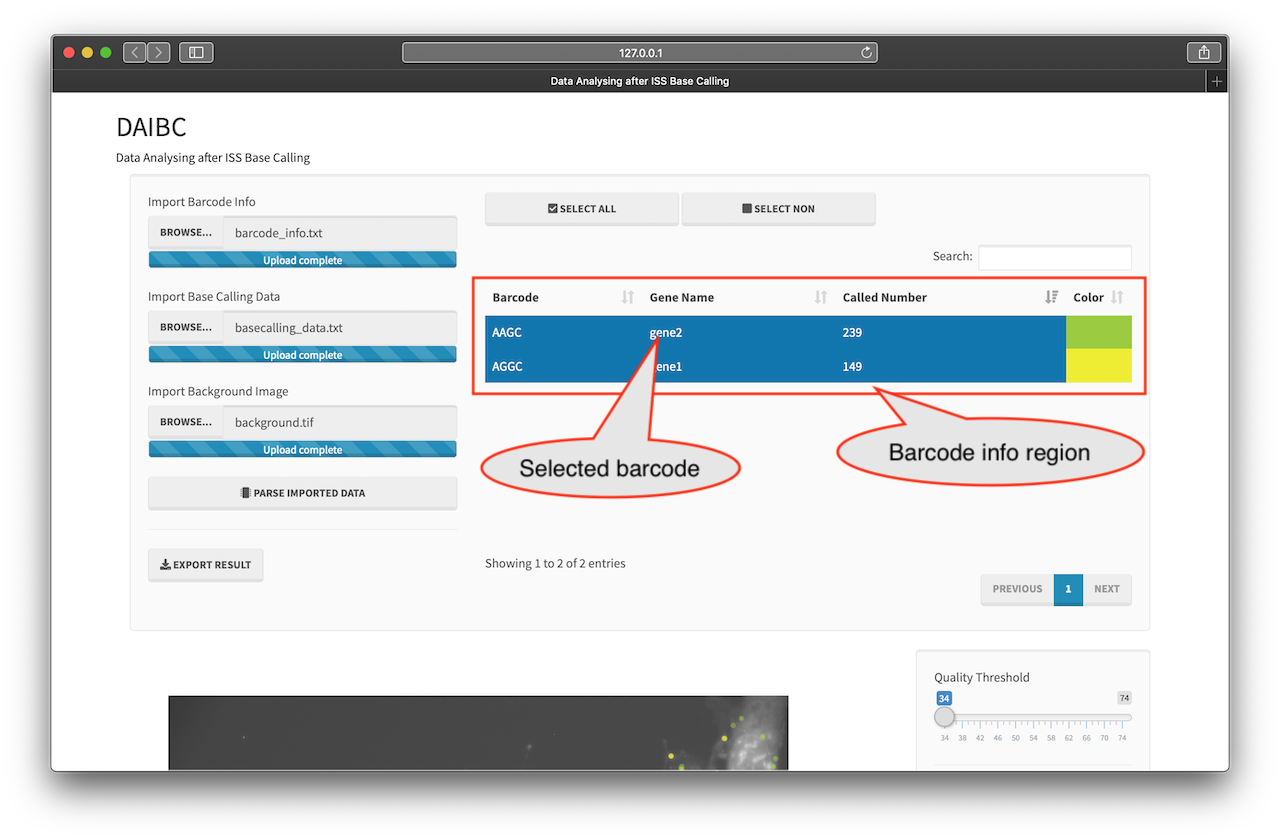 127.0.0.1
Data Analysing after ISS Base Calling
DAIBC
Data Analysing after ISS Base Calling
Import Barcode Info
BROWSE... barcode_info.txt
Upload complete
Import Base Calling Data
BROWSE... basecalling_data.txt
Upload complete
Import Background Image
BROWSE... background.tif
Upload complete
PARSE IMPORTED DATA
EXPORT RESULT
SELECT ALL SELECT NON
Search:
Barcode Gene Name Called Number Color
AAGC gene2 239
AGGC gene1 149
Selected barcode
Barcode info region
Showing 1 to 2 of 2 entries
PREVIOUS 1 NEXT
Quality Threshold
34 74
34 38 42 46 50 54 58 62 66 70 74